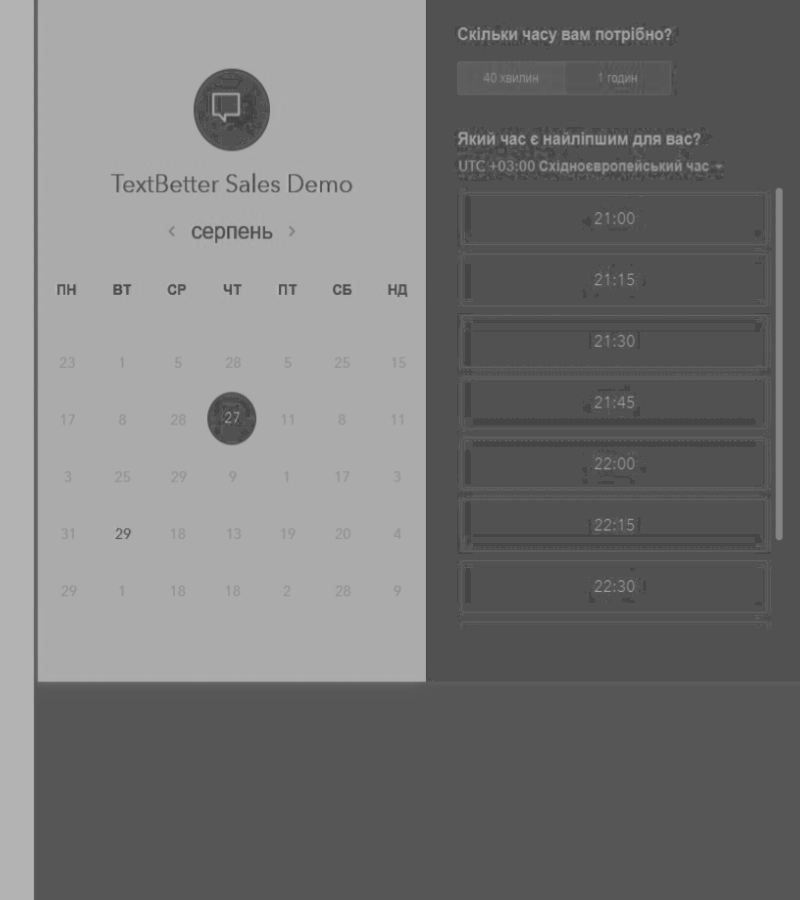 TextBetter Sales Demo
‹ серпень ›
ПН ВТ СР ЧТ ПТ СБ НД
23 1 5 28 5 25 15
17 8 28 27 11 8 11
3 25 29 9 1 17 3
31 29 18 13 19 20 4
29 1 18 18 2 28 9
Скільки часу вам потрібно?
40 хвилин 1 годин
Який час є найліпшим для вас?
UTC +03:00 Східноєвропейський час
21:00
21:15
21:30
21:45
22:00
22:15
22:30